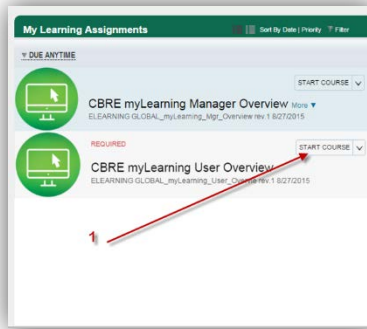 My Learning Assignments
Sort By Date | Priority Filter
DUE ANYTIME
START COURSE
CBRE myLearning Manager Overview More
ELEARNING GLOBAL_myLearning_Mgr_Overview rev.1 8/27/2015
REQUIRED
START COURSE
CBRE myLearning User Overview
ELEARNING GLOBAL_myLearning_User_Overvie rev.1 8/27/2015
1